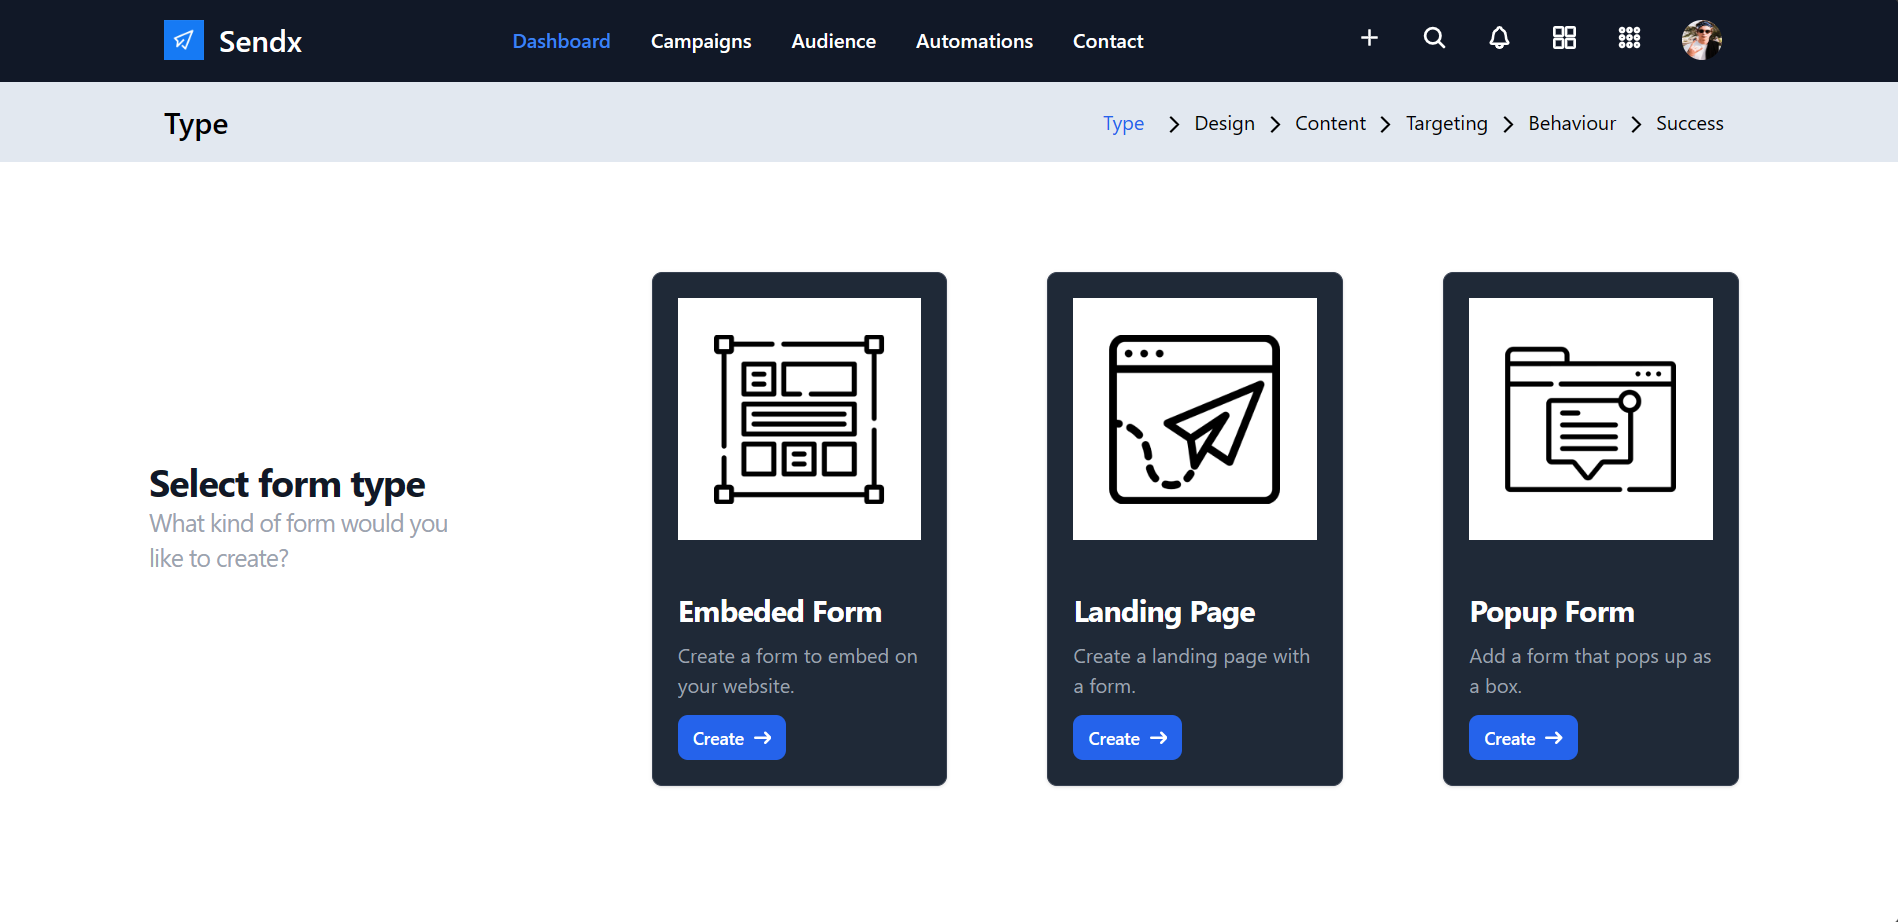 Sendx
Dashboard Campaigns Audience Automations Contact
Type
Type Design Content Targeting Behaviour Success
Select form type
What kind of form would you
like to create?
Embeded Form
Create a form to embed on
your website.
Create
Landing Page
Create a landing page with
a form.
Create
Popup Form
Add a form that pops up as
a box.
Create